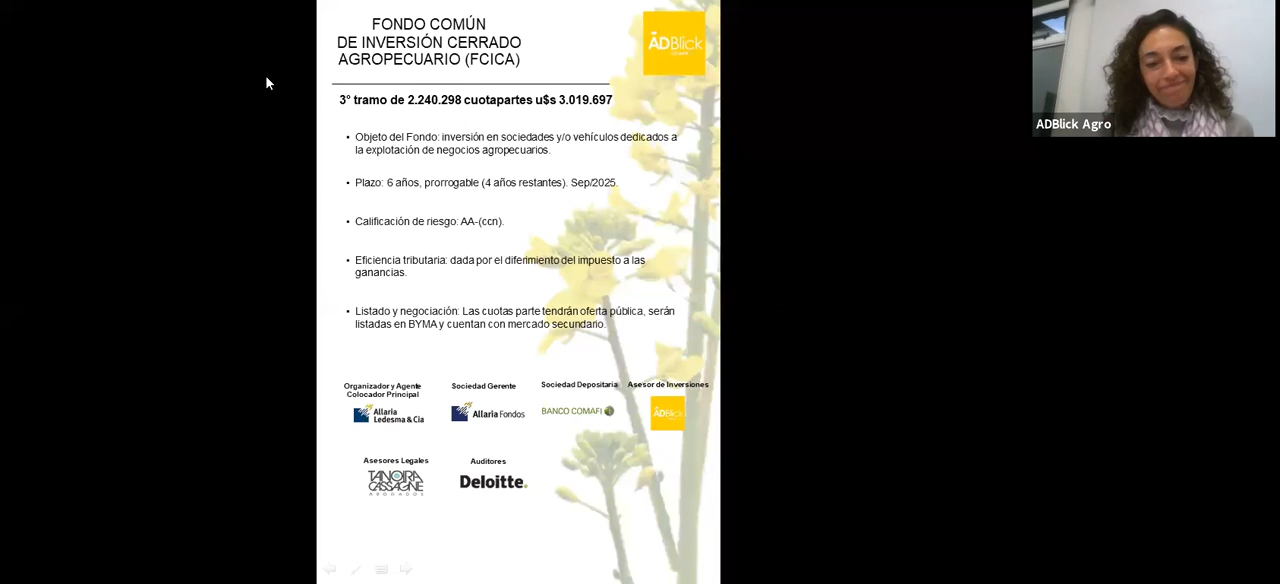 FONDO COMÚN
DE INVERSIÓN CERRADO
AGROPECUARIO (FCICA)
ADBlick
3° tramo de 2.240.298 cuotapartes u$s 3.019.697
• Objeto del Fondo: inversión en sociedades y/o vehículos dedicados a
la explotación de negocios agropecuarios.
• Plazo: 6 años, prorrogable (4 años restantes). Sep/2025.
• Calificación de riesgo: AA-(ccn).
• Eficiencia tributaria: dada por el diferimiento del impuesto a las
ganancias.
• Listado y negociación: Las cuotas parte tendrán oferta pública, serán
listadas en BYMA y cuentan con mercado secundario.
Organizador y Agente
Colocador Principal
Allaria
Ledesma & Cia
Sociedad Gerente
Allaria Fondos
Sociedad Depositaria
BANCO COMAFI
Asesor de Inversiones
ADBlick
Asesores Legales
TANOIRA
CASSAGNE
ABOGADOS
Auditores
Deloitte.
ADBlick Agro